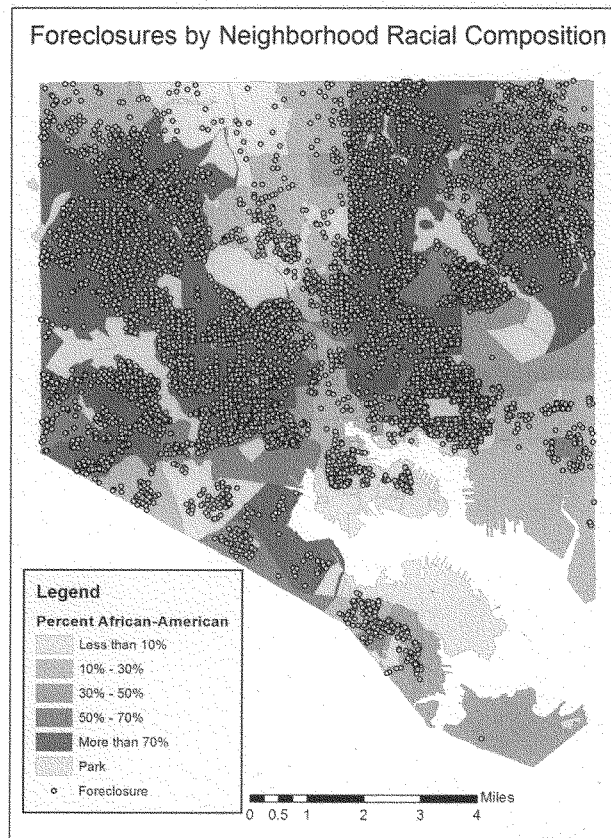 Foreclosures by Neighborhood Racial Composition
Legend
Percent African-American
Less than 10%
10% - 30%
30% - 50%
50% - 70%
More than 70%
Park
Foreclosure
Miles
0 0.5 1 2 3 4